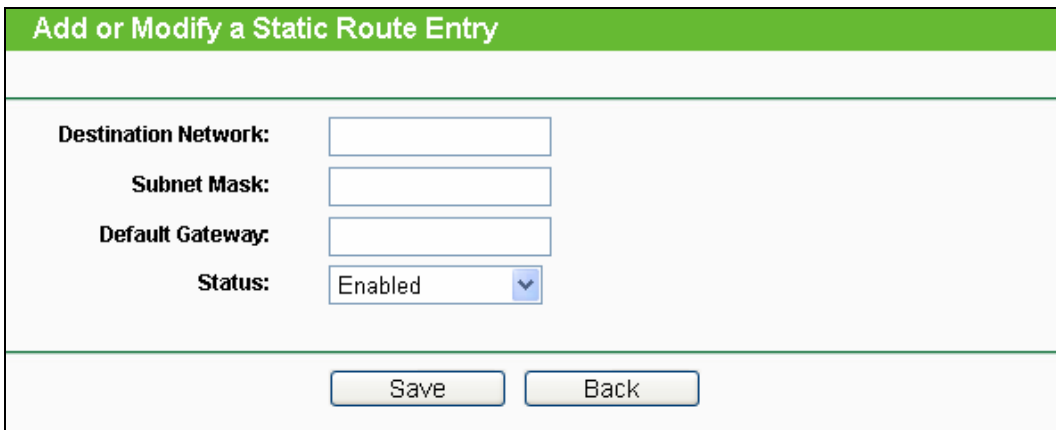 Add or Modify a Static Route Entry
Destination Network:
Subnet Mask:
Default Gateway:
Status: Enabled
Save Back